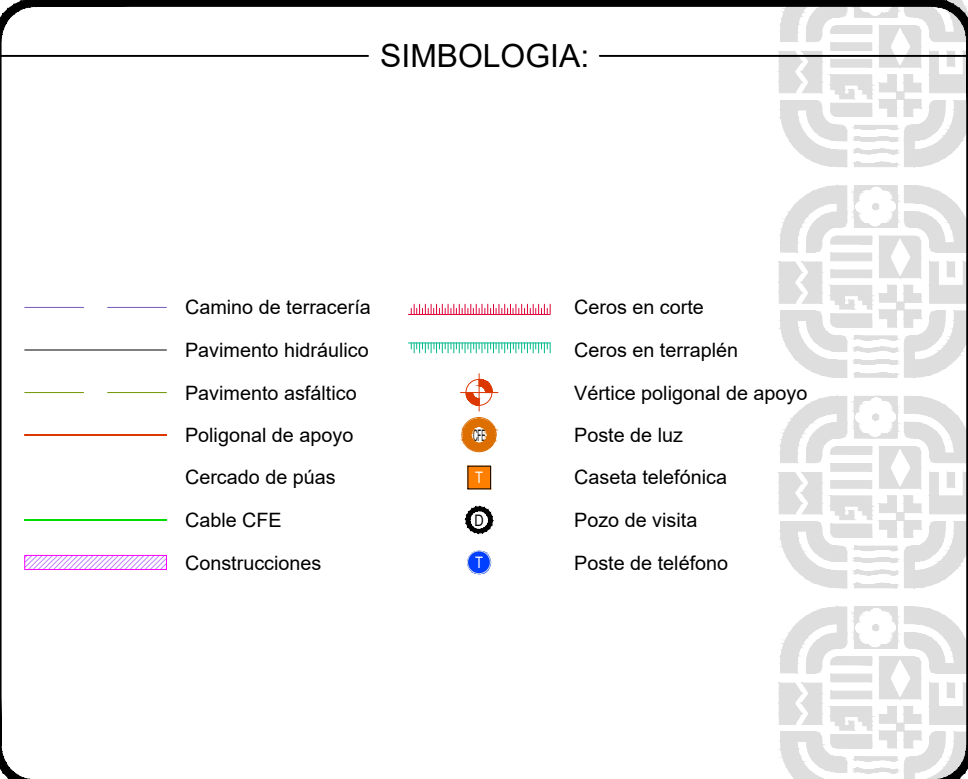 SIMBOLOGIA:
Camino de terracería
Pavimento hidráulico
Pavimento asfáltico
Poligonal de apoyo
Cercado de púas
Cable CFE
Construcciones
Ceros en corte
Ceros en terraplén
Vértice poligonal de apoyo
CFE Poste de luz
T Caseta telefónica
D Pozo de visita
T Poste de teléfono